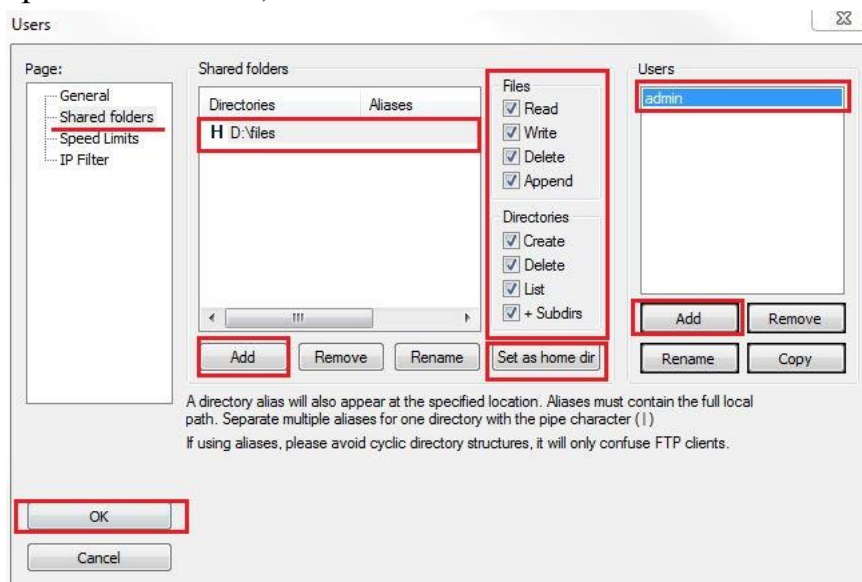 Users
Page:
General
Shared folders
Speed Limits
IP Filter
Shared folders
Directories Aliases
H D:\files
Files
Read
Write
Delete
Append
Directories
Create
Delete
List
+ Subdirs
Add Remove Rename Set as home dir
Users
admin
Add Remove
Rename Copy
A directory alias will also appear at the specified location. Aliases must contain the full local
path. Separate multiple aliases for one directory with the pipe character (|)
If using aliases, please avoid cyclic directory structures, it will only confuse FTP clients.
OK
Cancel